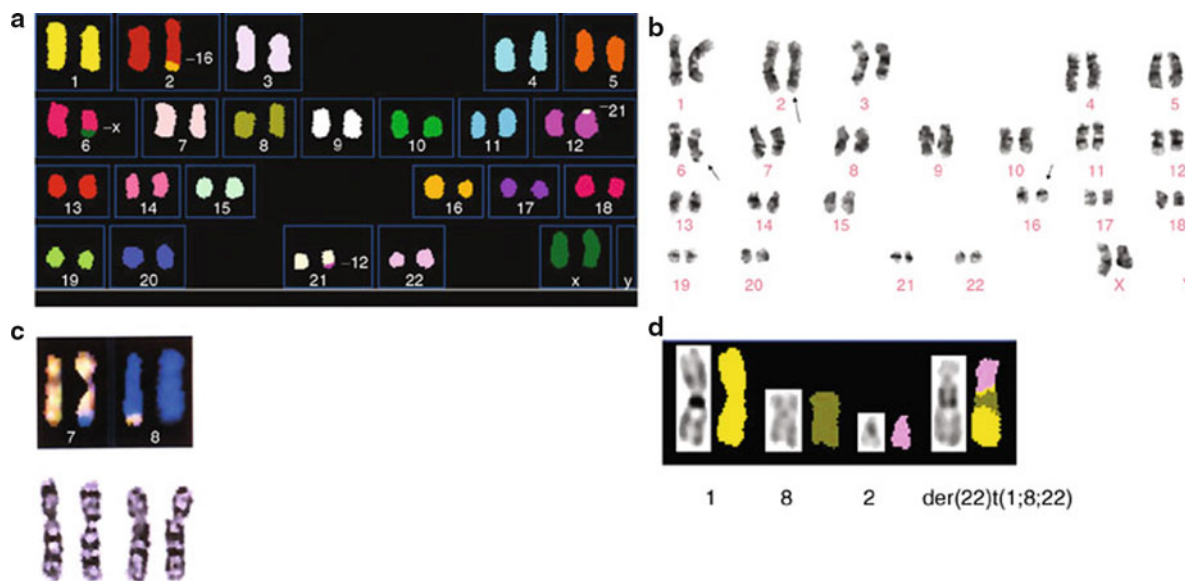 a
1 2 –16 3 4 5
6 –x 7 8 9 10 11 12 –21
13 14 15 16 17 18
19 20 21 –12 22 x y
b
1 2 3 4 5
6 7 8 9 10 11 12
13 14 15 16 17 18
19 20 21 22 X
c
7 8
d
1 8 2 der(22)t(1;8;22)